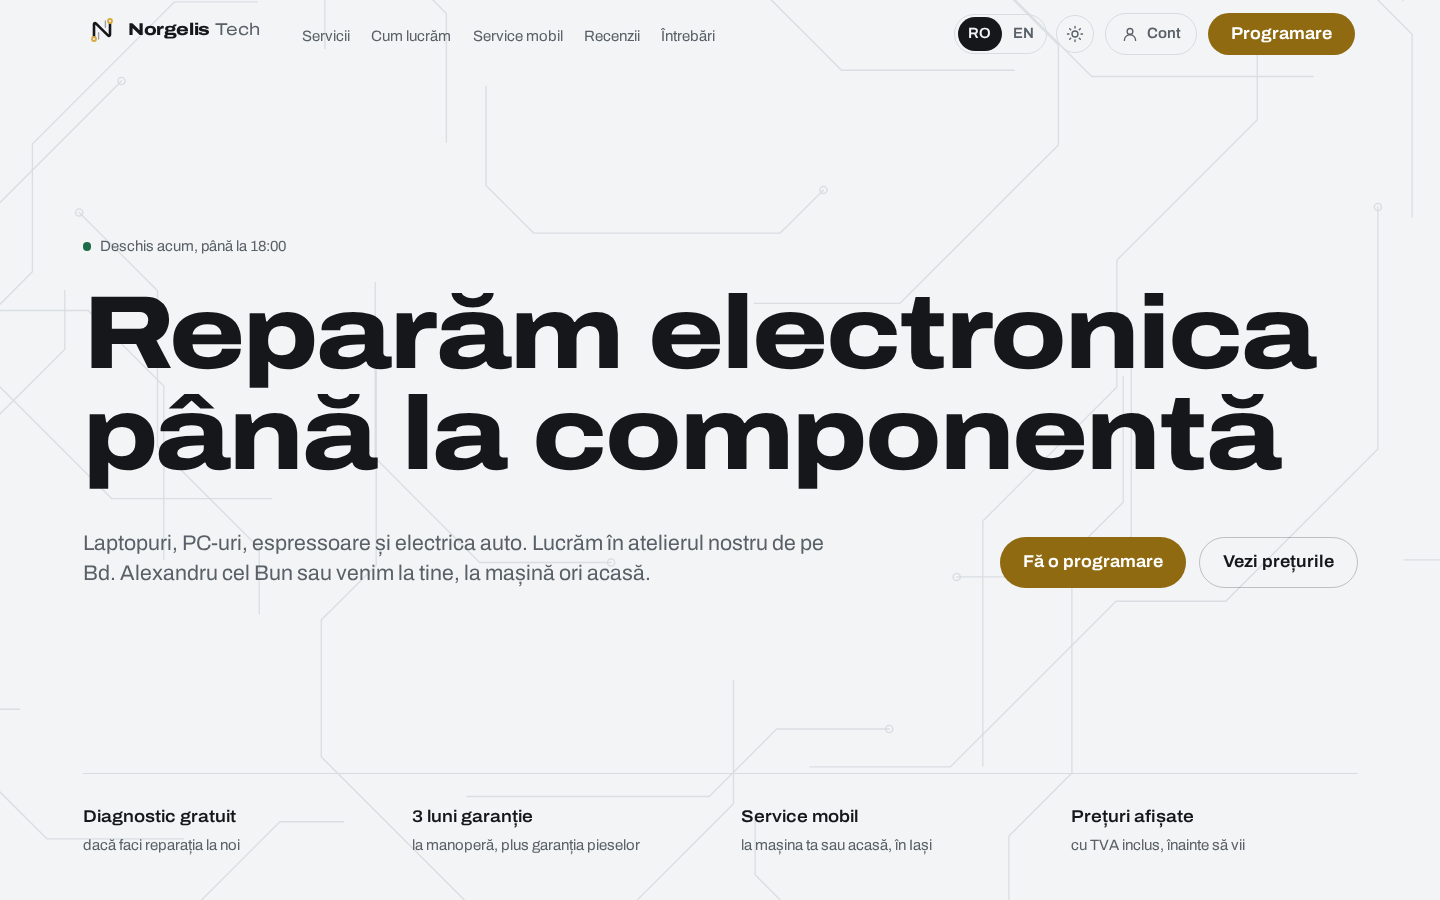 Norgelis Tech
Servicii
Cum lucrăm
Service mobil
Recenzii
Întrebări
RO
EN
Cont
Programare
Deschis acum, până la 18:00
Reparăm electronica
până la componentă
Laptopuri, PC-uri, espressoare și electrica auto. Lucrăm în atelierul nostru de pe
Bd. Alexandru cel Bun sau venim la tine, la mașină ori acasă.
Fă o programare
Vezi prețurile
Diagnostic gratuit
dacă faci reparația la noi
3 luni garanție
la manoperă, plus garanția pieselor
Service mobil
la mașina ta sau acasă, în Iași
Prețuri afișate
cu TVA inclus, înainte să vii